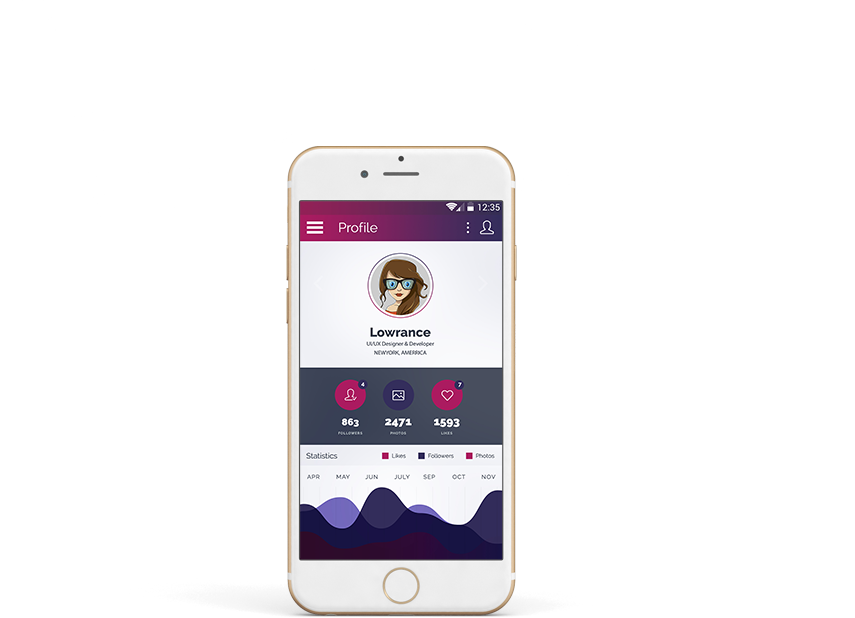 12:35
Profile
Lowrance
UI/UX Designer & Developer
NEWYORK, AMERRICA
4 7
863 2471 1593
FOLLOWERS PHOTOS LIKES
Statistics Likes Followers Photos
APR MAY JUN JULY SEP OCT NOV